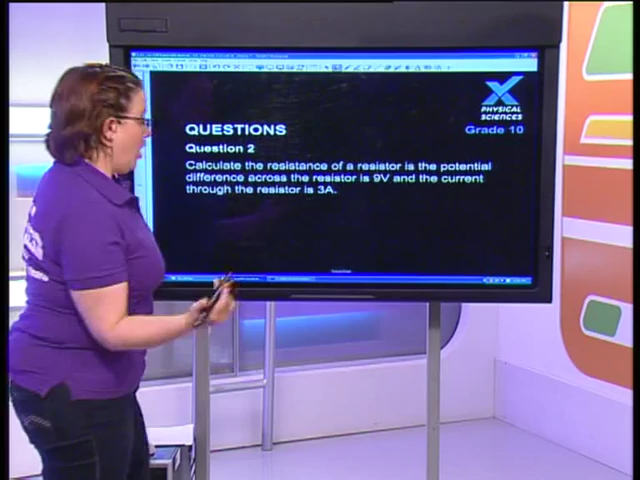 X
PHYSICAL
SCIENCES
Grade 10
QUESTIONS
Question 2
Calculate the resistance of a resistor is the potential
difference across the resistor is 9V and the current
through the resistor is 3A.